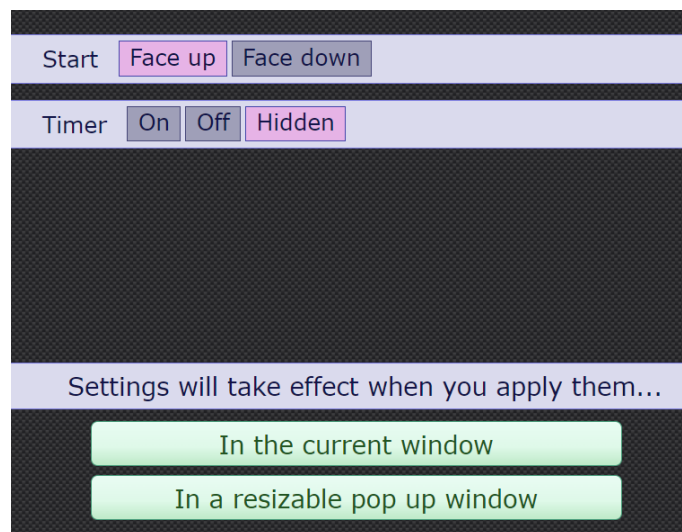 Start Face up Face down
Timer On Off Hidden
Settings will take effect when you apply them...
In the current window
In a resizable pop up window